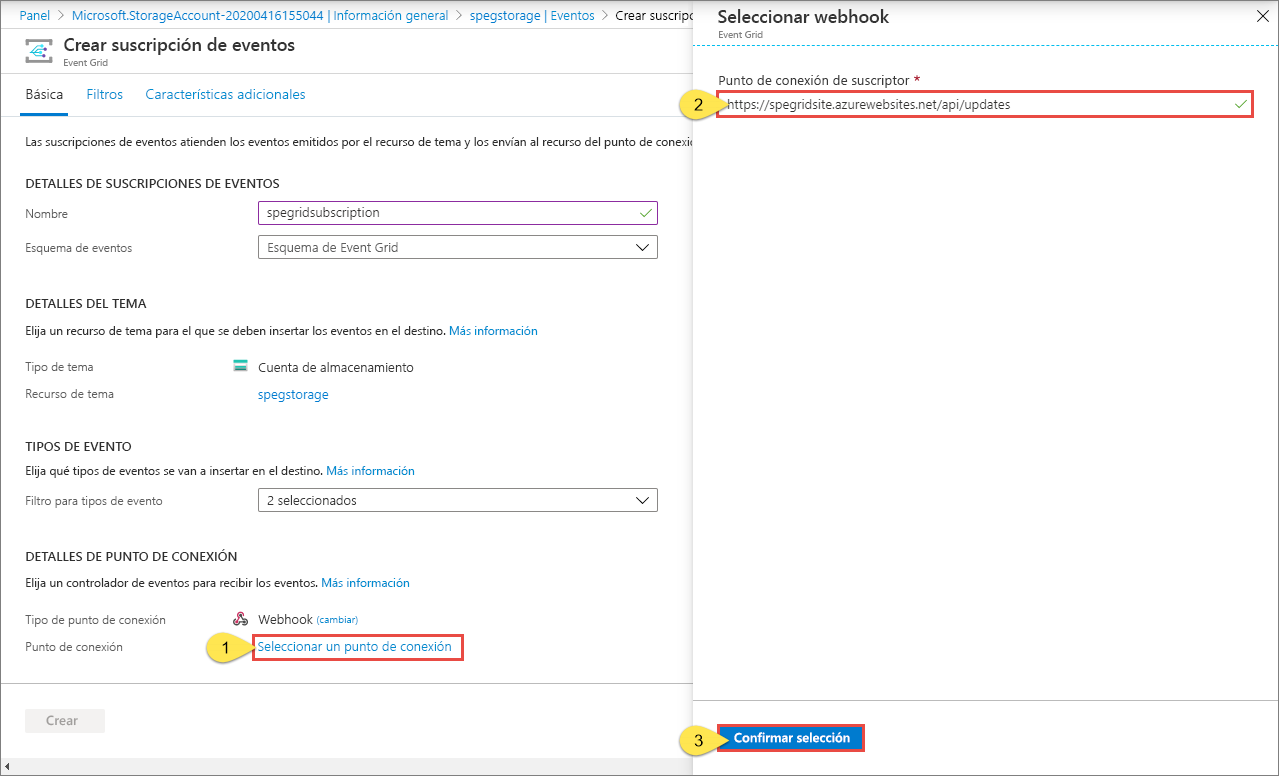 Panel > Microsoft.StorageAccount-20200416155044 | Información general > spegstorage | Eventos > Crear suscripc
Crear suscripción de eventos
Event Grid
Básica Filtros Características adicionales
Las suscripciones de eventos atienden los eventos emitidos por el recurso de tema y los envían al recurso del punto de conexi
DETALLES DE SUSCRIPCIONES DE EVENTOS
Nombre spegridsubscription
Esquema de eventos Esquema de Event Grid
DETALLES DEL TEMA
Elija un recurso de tema para el que se deben insertar los eventos en el destino. Más información
Tipo de tema Cuenta de almacenamiento
Recurso de tema spegstorage
TIPOS DE EVENTO
Elija qué tipos de eventos se van a insertar en el destino. Más información
Filtro para tipos de evento 2 seleccionados
DETALLES DE PUNTO DE CONEXIÓN
Elija un controlador de eventos para recibir los eventos. Más información
Tipo de punto de conexión Webhook (cambiar)
Punto de conexión 1 Seleccionar un punto de conexión
Crear
Seleccionar webhook
Event Grid
Punto de conexión de suscriptor *
2 https://spegridsite.azurewebsites.net/api/updates
3 Confirmar selección